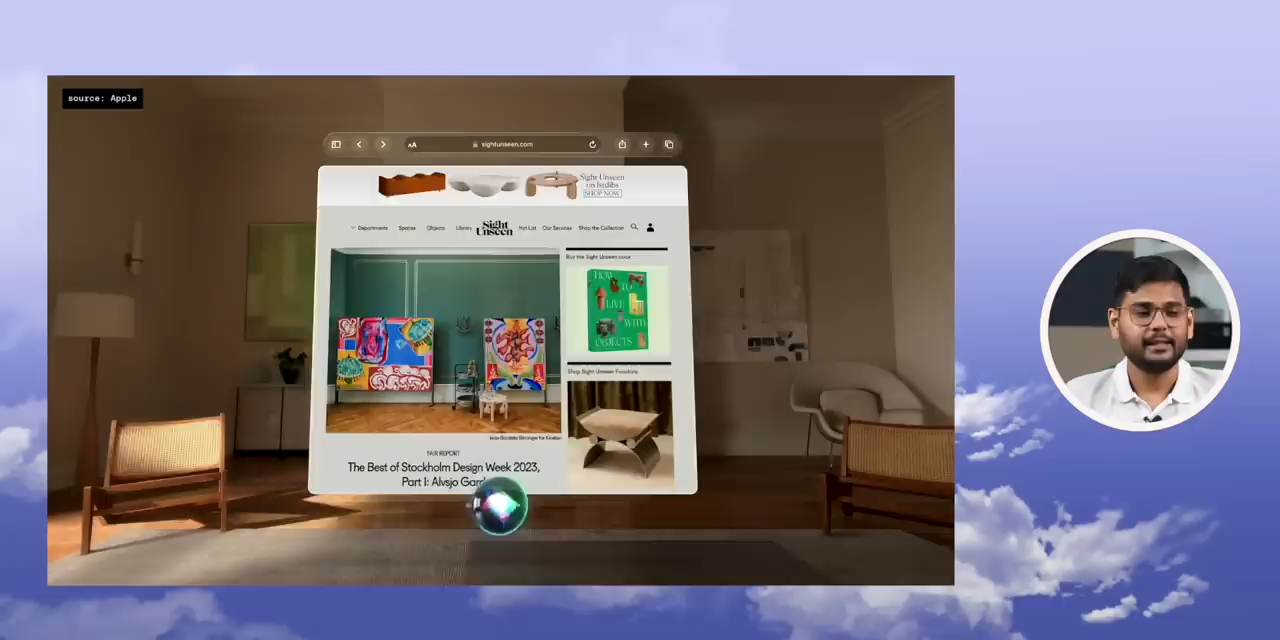 source: Apple
AA
sightunseen.com
Sight Unseen
on 1stdibs
SHOP NOW
Departments
Spaces
Objects
Library
Sight
Unseen
Hot List
Our Services
Shop the Collection
Buy the Sight Unseen book
HOW
TO
LIVE
WITH
OBJECTS
Shop Sight Unseen Furniture
FAIR REPORT
The Best of Stockholm Design Week 2023,
Part I: Alvsjo